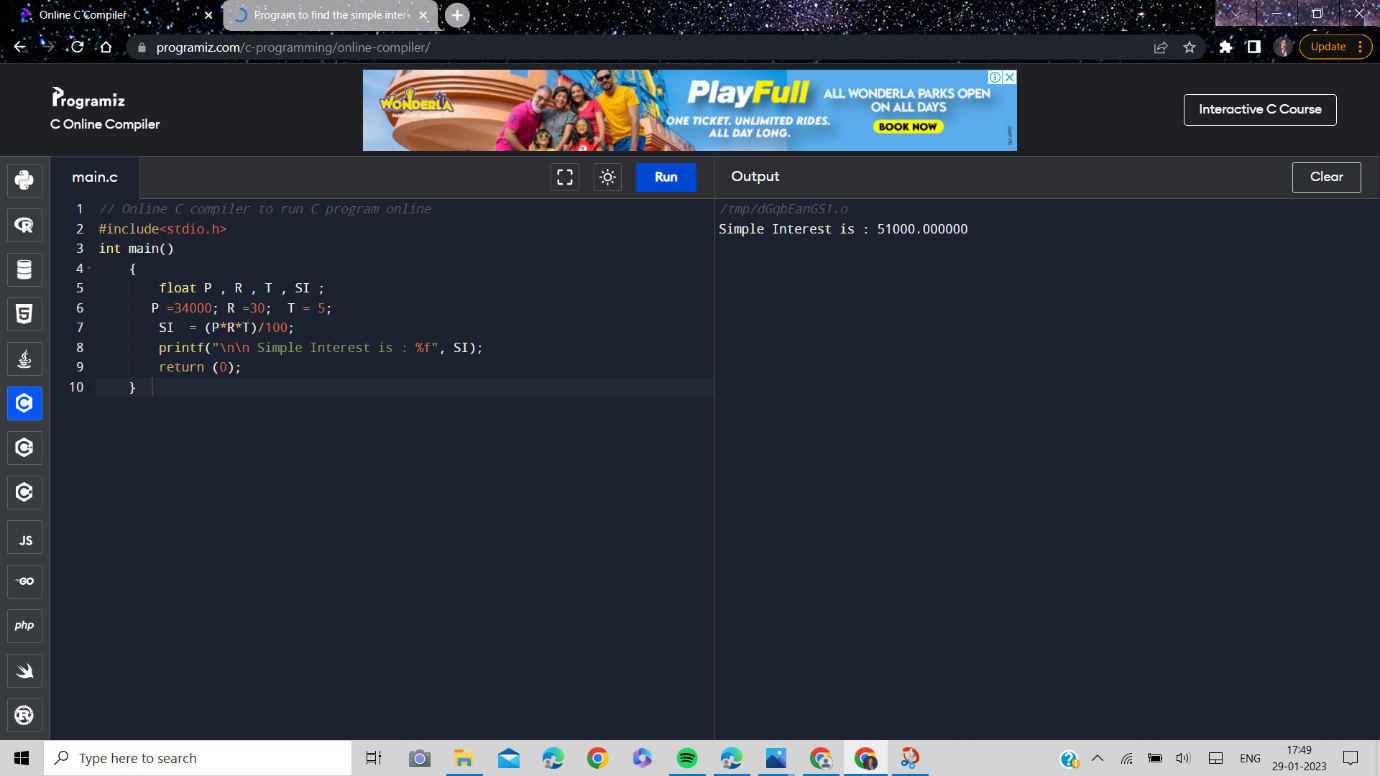 Online C Compiler
Program to find the simple inter
programiz.com/c-programming/online-compiler/
Update
Programiz
C Online Compiler
WONDERLA
PlayFull
ONE TICKET. UNLIMITED RIDES.
ALL DAY LONG.
ALL WONDERLA PARKS OPEN
ON ALL DAYS
BOOK NOW
Interactive C Course
main.c
Run
Output
Clear
1 // Online C compiler to run C program online
2 #include<stdio.h>
3 int main()
4 {
5 float P , R , T , SI ;
6 P =34000; R =30; T = 5;
7 SI = (P*R*T)/100;
8 printf("\n\n Simple Interest is : %f", SI);
9 return (0);
10 }
/tmp/dGqbEanGS1.o
Simple Interest is : 51000.000000
JS
GO
php
Type here to search
ENG
17:49
29-01-2023